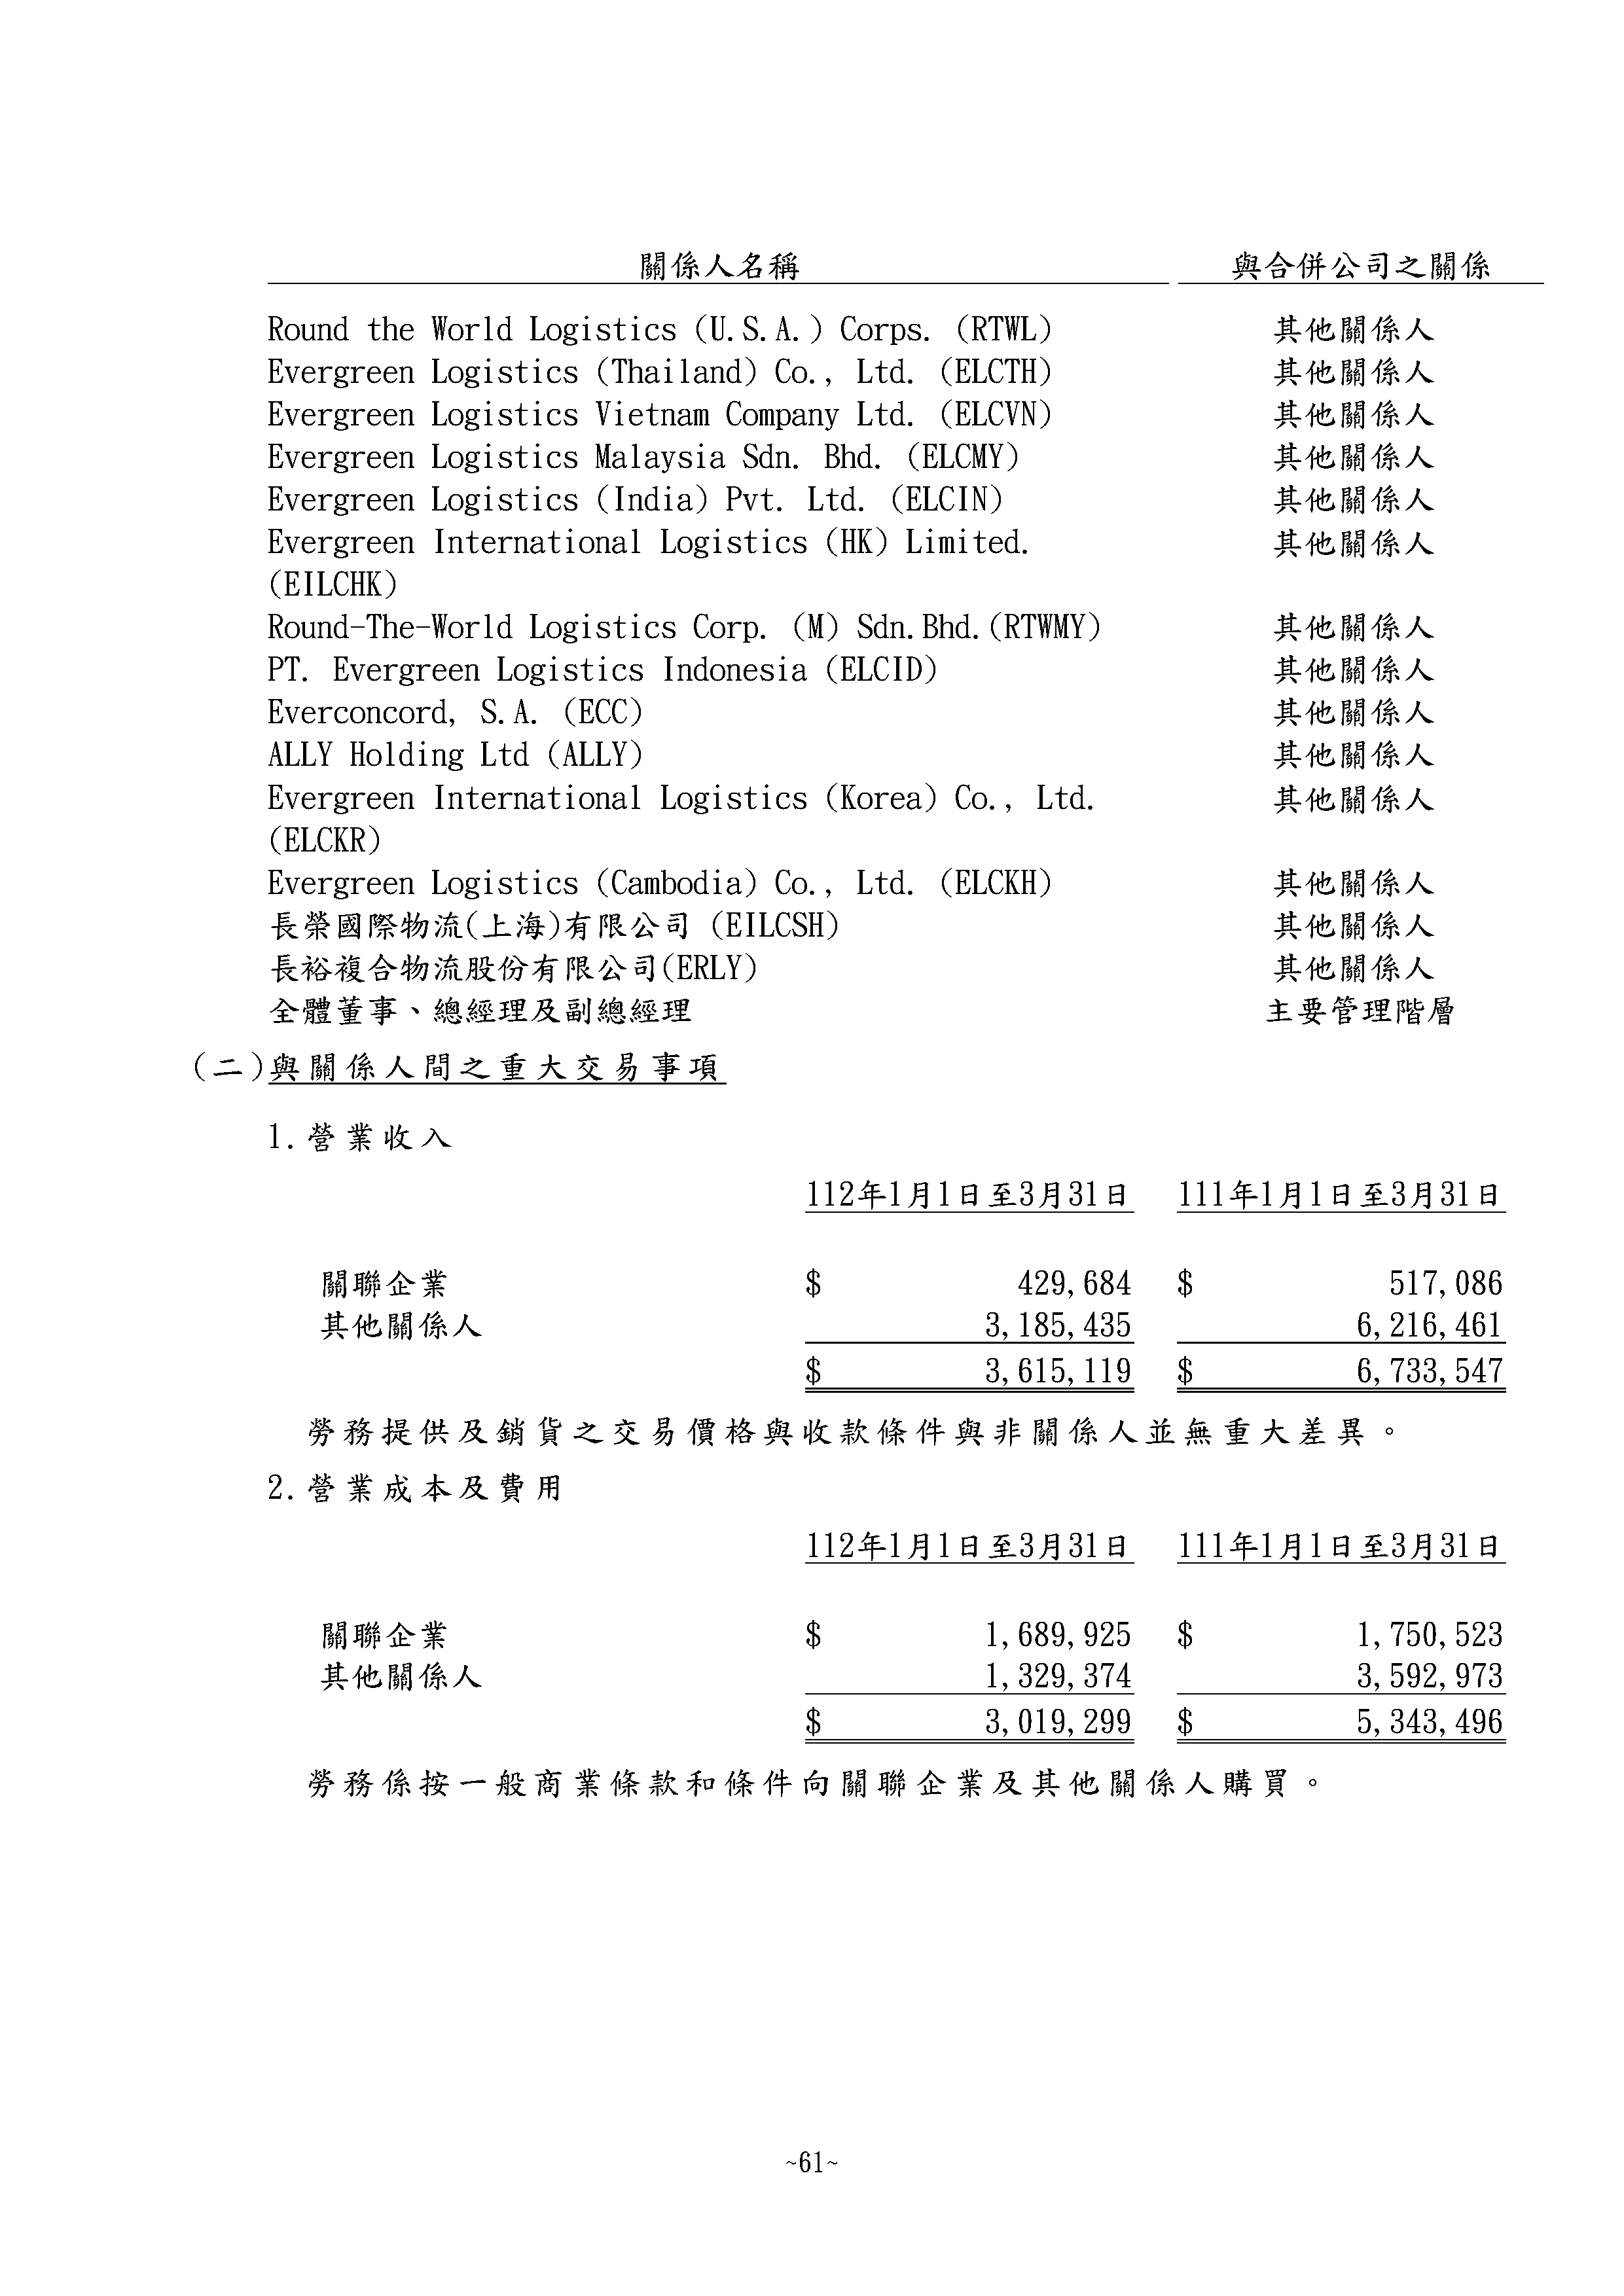 關係人名稱 與合併公司之關係
Round the World Logistics (U.S.A.) Corps. (RTWL) 其他關係人
Evergreen Logistics (Thailand) Co., Ltd. (ELCTH) 其他關係人
Evergreen Logistics Vietnam Company Ltd. (ELCVN) 其他關係人
Evergreen Logistics Malaysia Sdn. Bhd. (ELCMY) 其他關係人
Evergreen Logistics (India) Pvt. Ltd. (ELCIN) 其他關係人
Evergreen International Logistics (HK) Limited. 其他關係人
(EILCHK)
Round-The-World Logistics Corp. (M) Sdn.Bhd.(RTWMY) 其他關係人
PT. Evergreen Logistics Indonesia (ELCID) 其他關係人
Everconcord, S.A. (ECC) 其他關係人
ALLY Holding Ltd (ALLY) 其他關係人
Evergreen International Logistics (Korea) Co., Ltd. 其他關係人
(ELCKR)
Evergreen Logistics (Cambodia) Co., Ltd. (ELCKH) 其他關係人
長榮國際物流(上海)有限公司 (EILCSH) 其他關係人
長裕複合物流股份有限公司(ERLY) 其他關係人
全體董事、總經理及副總經理 主要管理階層
(二)與關係人間之重大交易事項
1.營業收入
112年1月1日至3月31日 111年1月1日至3月31日
關聯企業 $ 429,684 $ 517,086
其他關係人 3,185,435 6,216,461
$ 3,615,119 $ 6,733,547
勞務提供及銷貨之交易價格與收款條件與非關係人並無重大差異。
2.營業成本及費用
112年1月1日至3月31日 111年1月1日至3月31日
關聯企業 $ 1,689,925 $ 1,750,523
其他關係人 1,329,374 3,592,973
$ 3,019,299 $ 5,343,496
勞務係按一般商業條款和條件向關聯企業及其他關係人購買。
~61~